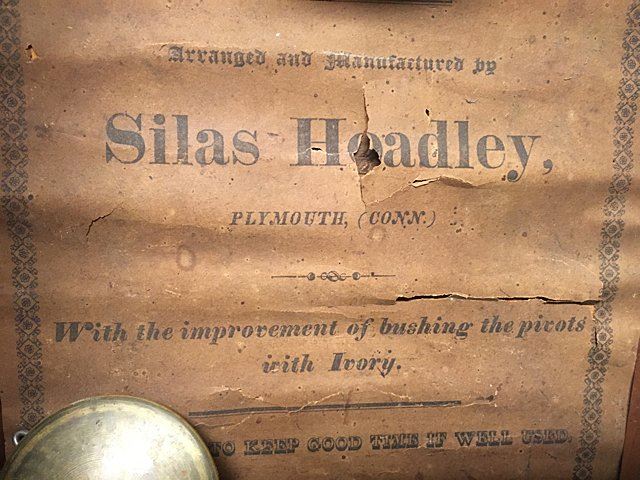 Arranged and Manufactured by
Silas Hoadley,
PLYMOUTH, (CONN.)
With the improvement of bushing the pivots
with Ivory.
TO KEEP GOOD TIME IF WELL USED.